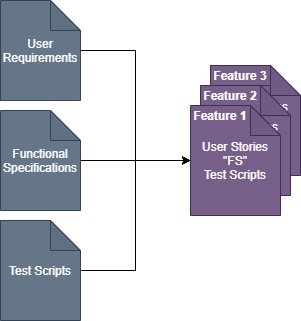 User
Requirements
Functional
Specifications
Test Scripts
Feature 3
Feature 2
Feature 1
User Stories
"FS"
Test Scripts
s
s